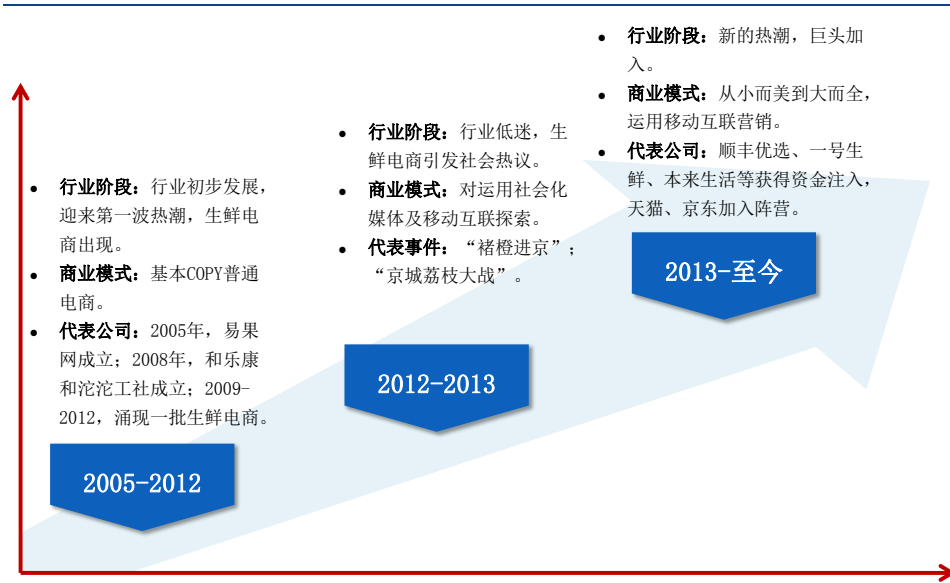 行业阶段：行业初步发展，
迎来第一波热潮，生鲜电
商出现。
商业模式：基本COPY普通
电商。
代表公司：2005年，易果
网成立；2008年，和乐康
和沱沱工社成立；2009-
2012，涌现一批生鲜电商。
2005-2012
行业阶段：行业低迷，生
鲜电商引发社会热议。
商业模式：对运用社会化
媒体及移动互联探索。
代表事件：“褚橙进京”；
“京城荔枝大战”。
2012-2013
行业阶段：新的热潮，巨头加
入。
商业模式：从小而美到大而全，
运用移动互联营销。
代表公司：顺丰优选、一号生
鲜、本来生活等获得资金注入，
天猫、京东加入阵营。
2013-至今